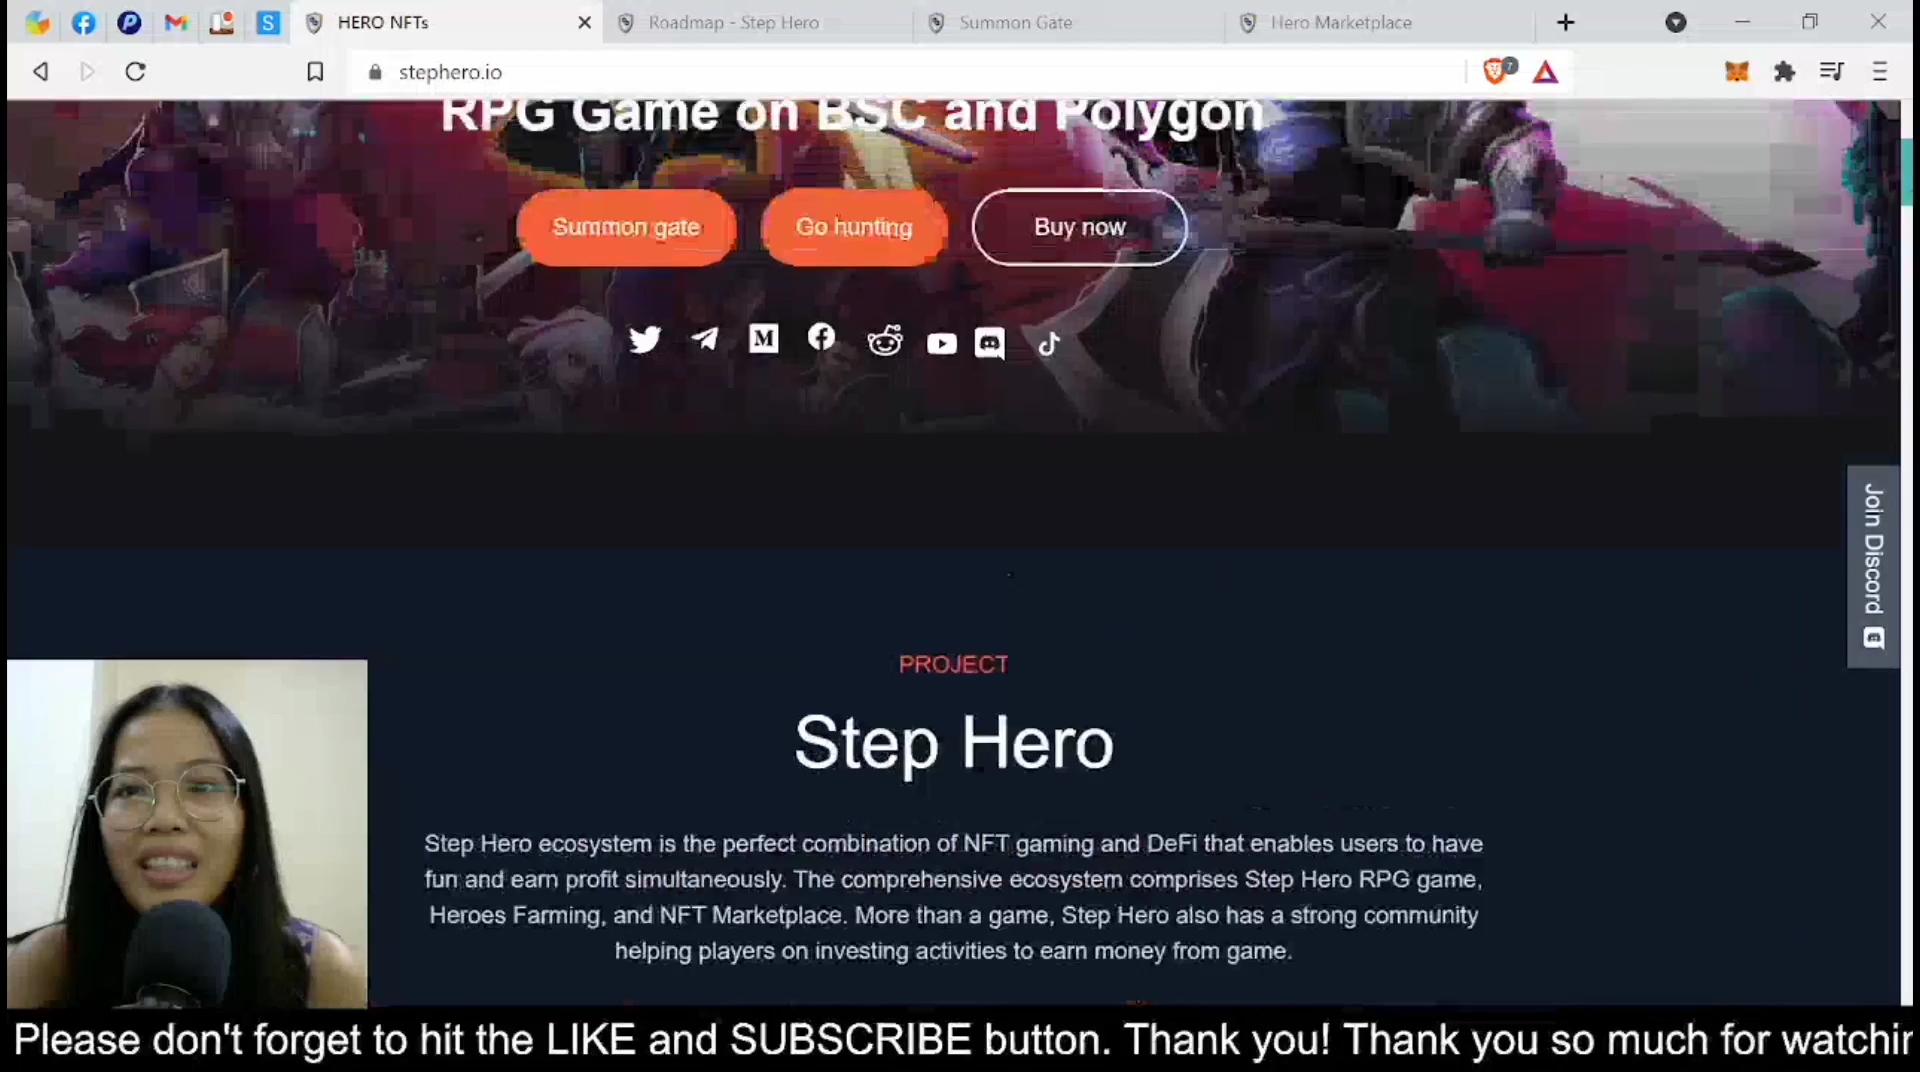 HERO NFTs
Roadmap - Step Hero
Summon Gate
Hero Marketplace
stephero.io
7
RPG Game on BSC and Polygon
Summon gate
Go hunting
Buy now
Join Discord
PROJECT
Step Hero
Step Hero ecosystem is the perfect combination of NFT gaming and DeFi that enables users to have
fun and earn profit simultaneously. The comprehensive ecosystem comprises Step Hero RPG game,
Heroes Farming, and NFT Marketplace. More than a game, Step Hero also has a strong community
helping players on investing activities to earn money from game.
Please don't forget to hit the LIKE and SUBSCRIBE button. Thank you! Thank you so much for watchin